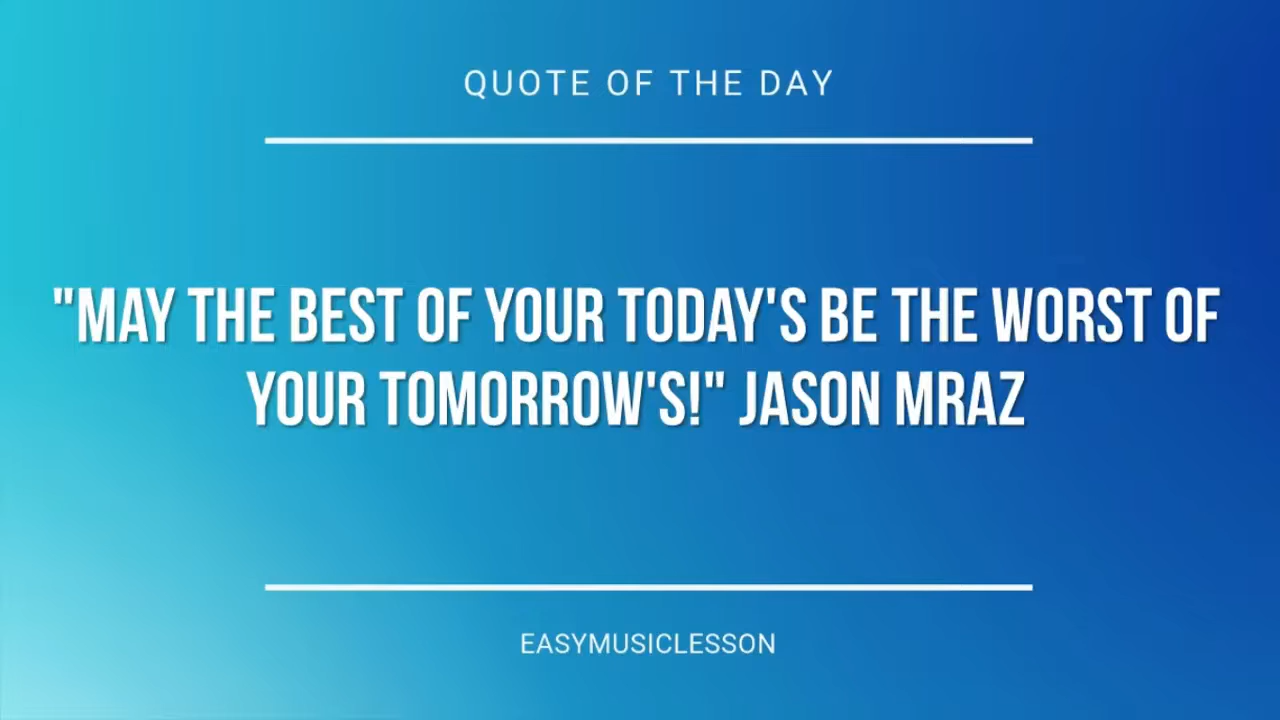 QUOTE OF THE DAY
"MAY THE BEST OF YOUR TODAY'S BE THE WORST OF
YOUR TOMORROW'S!" JASON MRAZ
EASYMUSICLESSON